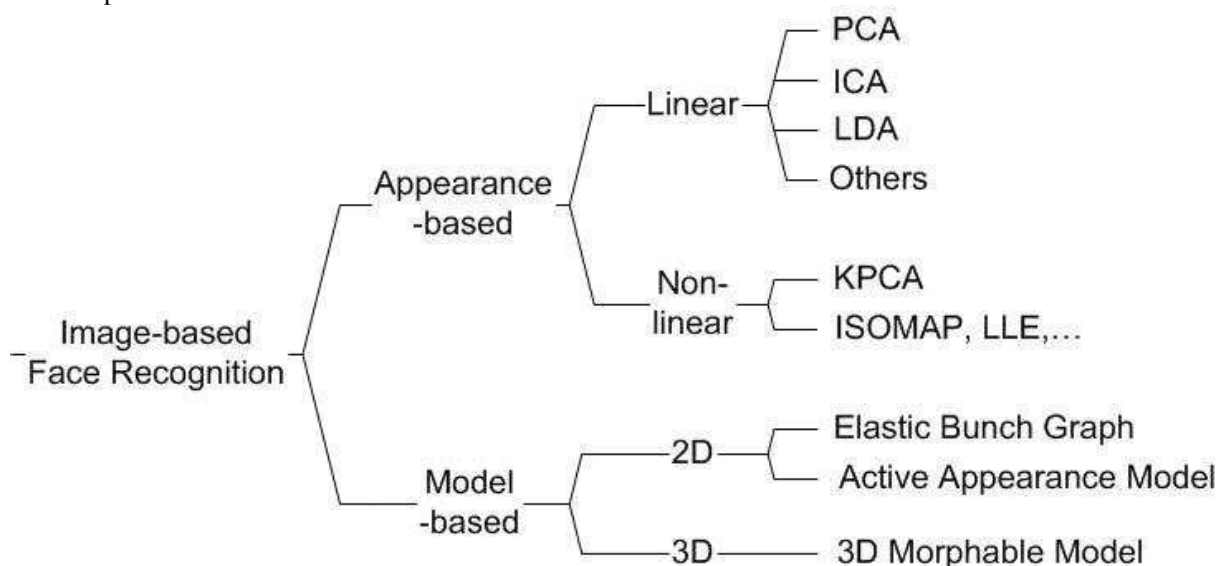 PCA
ICA
Linear
LDA
Others
Appearance
-based
KPCA
Non-
linear
ISOMAP, LLE,...
Image-based
Face Recognition
Elastic Bunch Graph
2D
Active Appearance Model
Model
-based
3D
3D Morphable Model